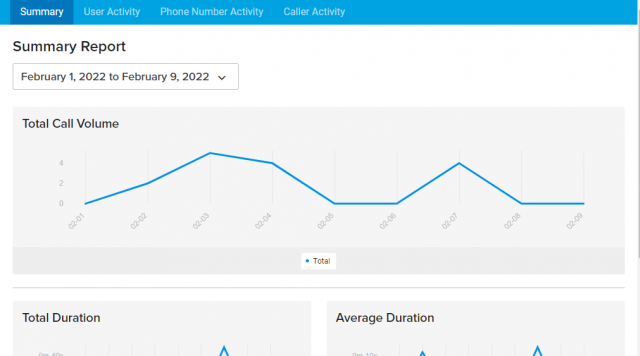 Summary User Activity Phone Number Activity Caller Activity
Summary Report
February 1, 2022 to February 9, 2022
Total Call Volume
4
2
0
02-01 02-02 02-03 02-04 02-05 02-06 02-07 02-08 02-09
Total
Total Duration Average Duration